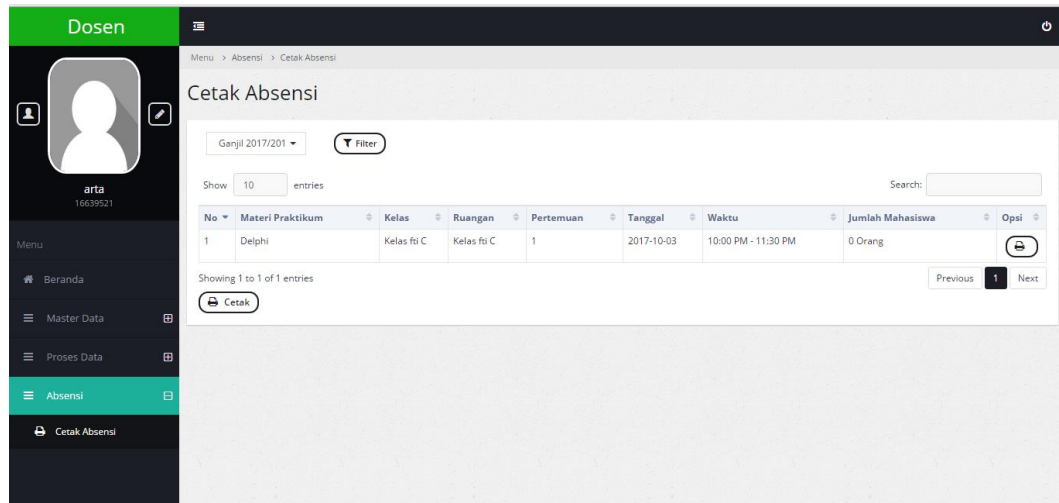 Dosen
Menu > Absensi > Cetak Absensi
Cetak Absensi
arta
16639521
Menu
Beranda
Master Data
Proses Data
Absensi
Cetak Absensi
Ganjil 2017/201 Filter
Show 10 entries Search:
No Materi Praktikum Kelas Ruangan Pertemuan Tanggal Waktu Jumlah Mahasiswa Opsi
1 Delphi Kelas fti C Kelas fti C 1 2017-10-03 10:00 PM - 11:30 PM 0 Orang
Showing 1 to 1 of 1 entries Previous 1 Next
Cetak